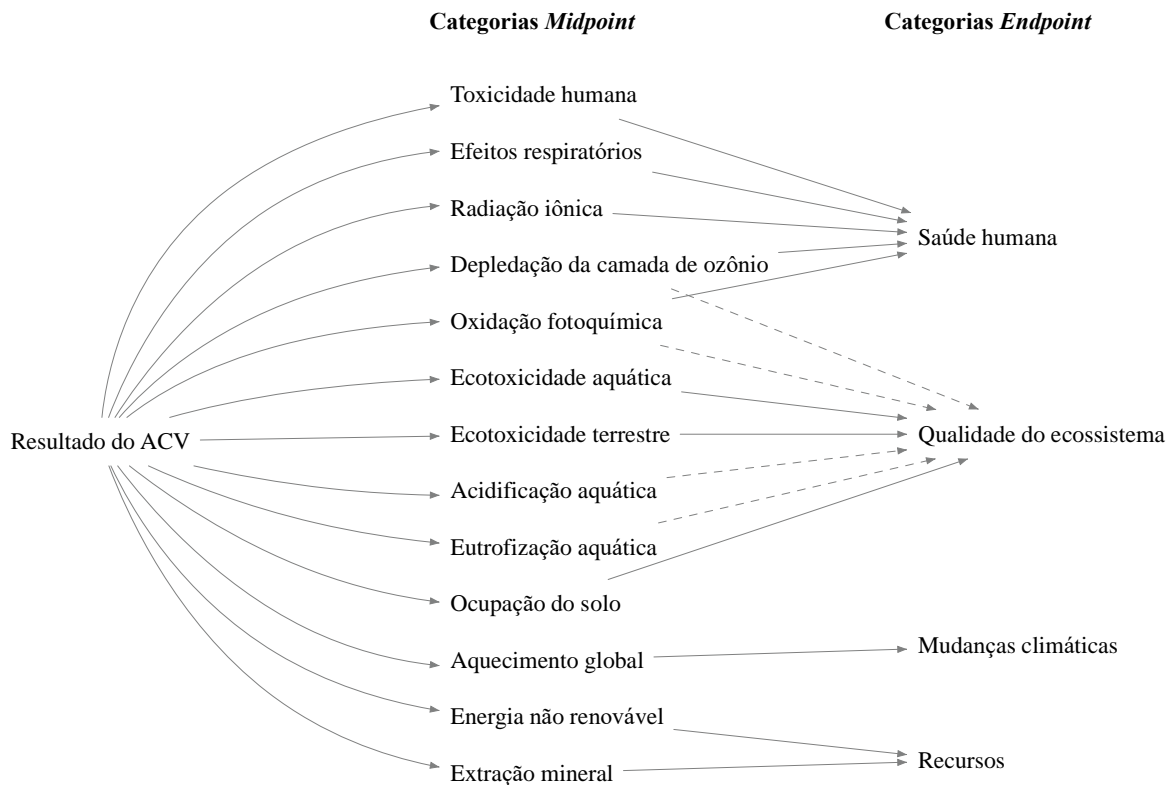 Categorias Midpoint
Categorias Endpoint
Toxicidade humana
Efeitos respiratórios
Radiação iônica
Saúde humana
Depledação da camada de ozônio
Oxidação fotoquímica
Ecotoxicidade aquática
Resultado do ACV
Ecotoxicidade terrestre
Qualidade do ecossistema
Acidificação aquática
Eutrofização aquática
Ocupação do solo
Aquecimento global
Mudanças climáticas
Energia não renovável
Recursos
Extração mineral